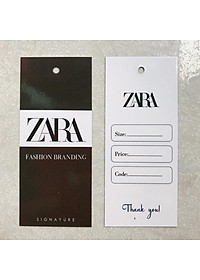 ZARA
FASHION BRANDING
SIGNATURE
ZARA
Size:
Price:
Code:
Thank you!